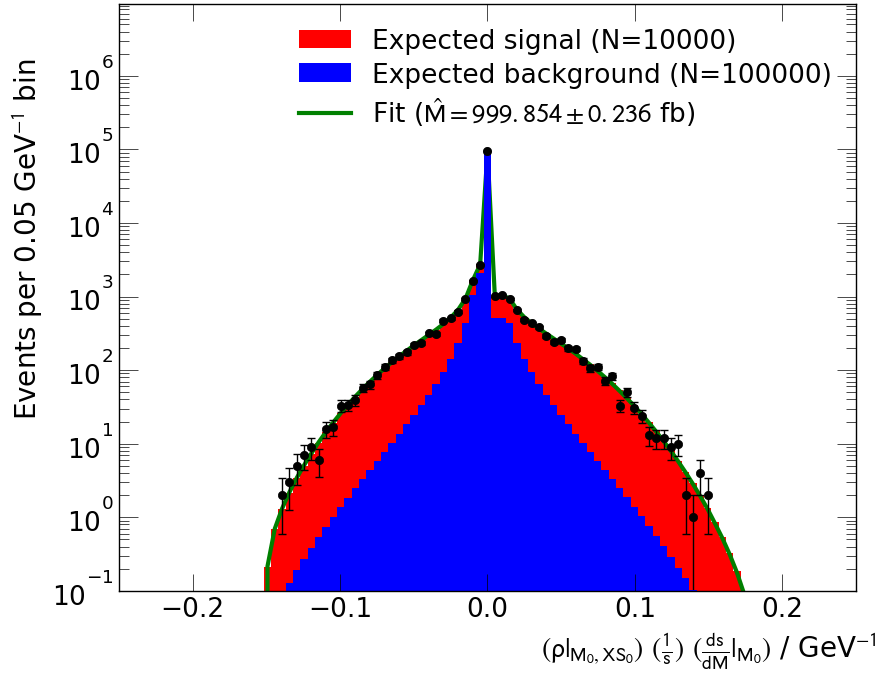 Expected signal (N=10000)
Expected background (N=100000)
Fit (M̂=999.854±0.236 fb)
Events per 0.05 GeV⁻¹ bin
10⁶
10⁵
10⁴
10³
10²
10¹
10⁰
10⁻¹
−0.2 −0.1 0.0 0.1 0.2
(ρ|M₀, XS₀) (1/s) (ds/dM|M₀) / GeV⁻¹